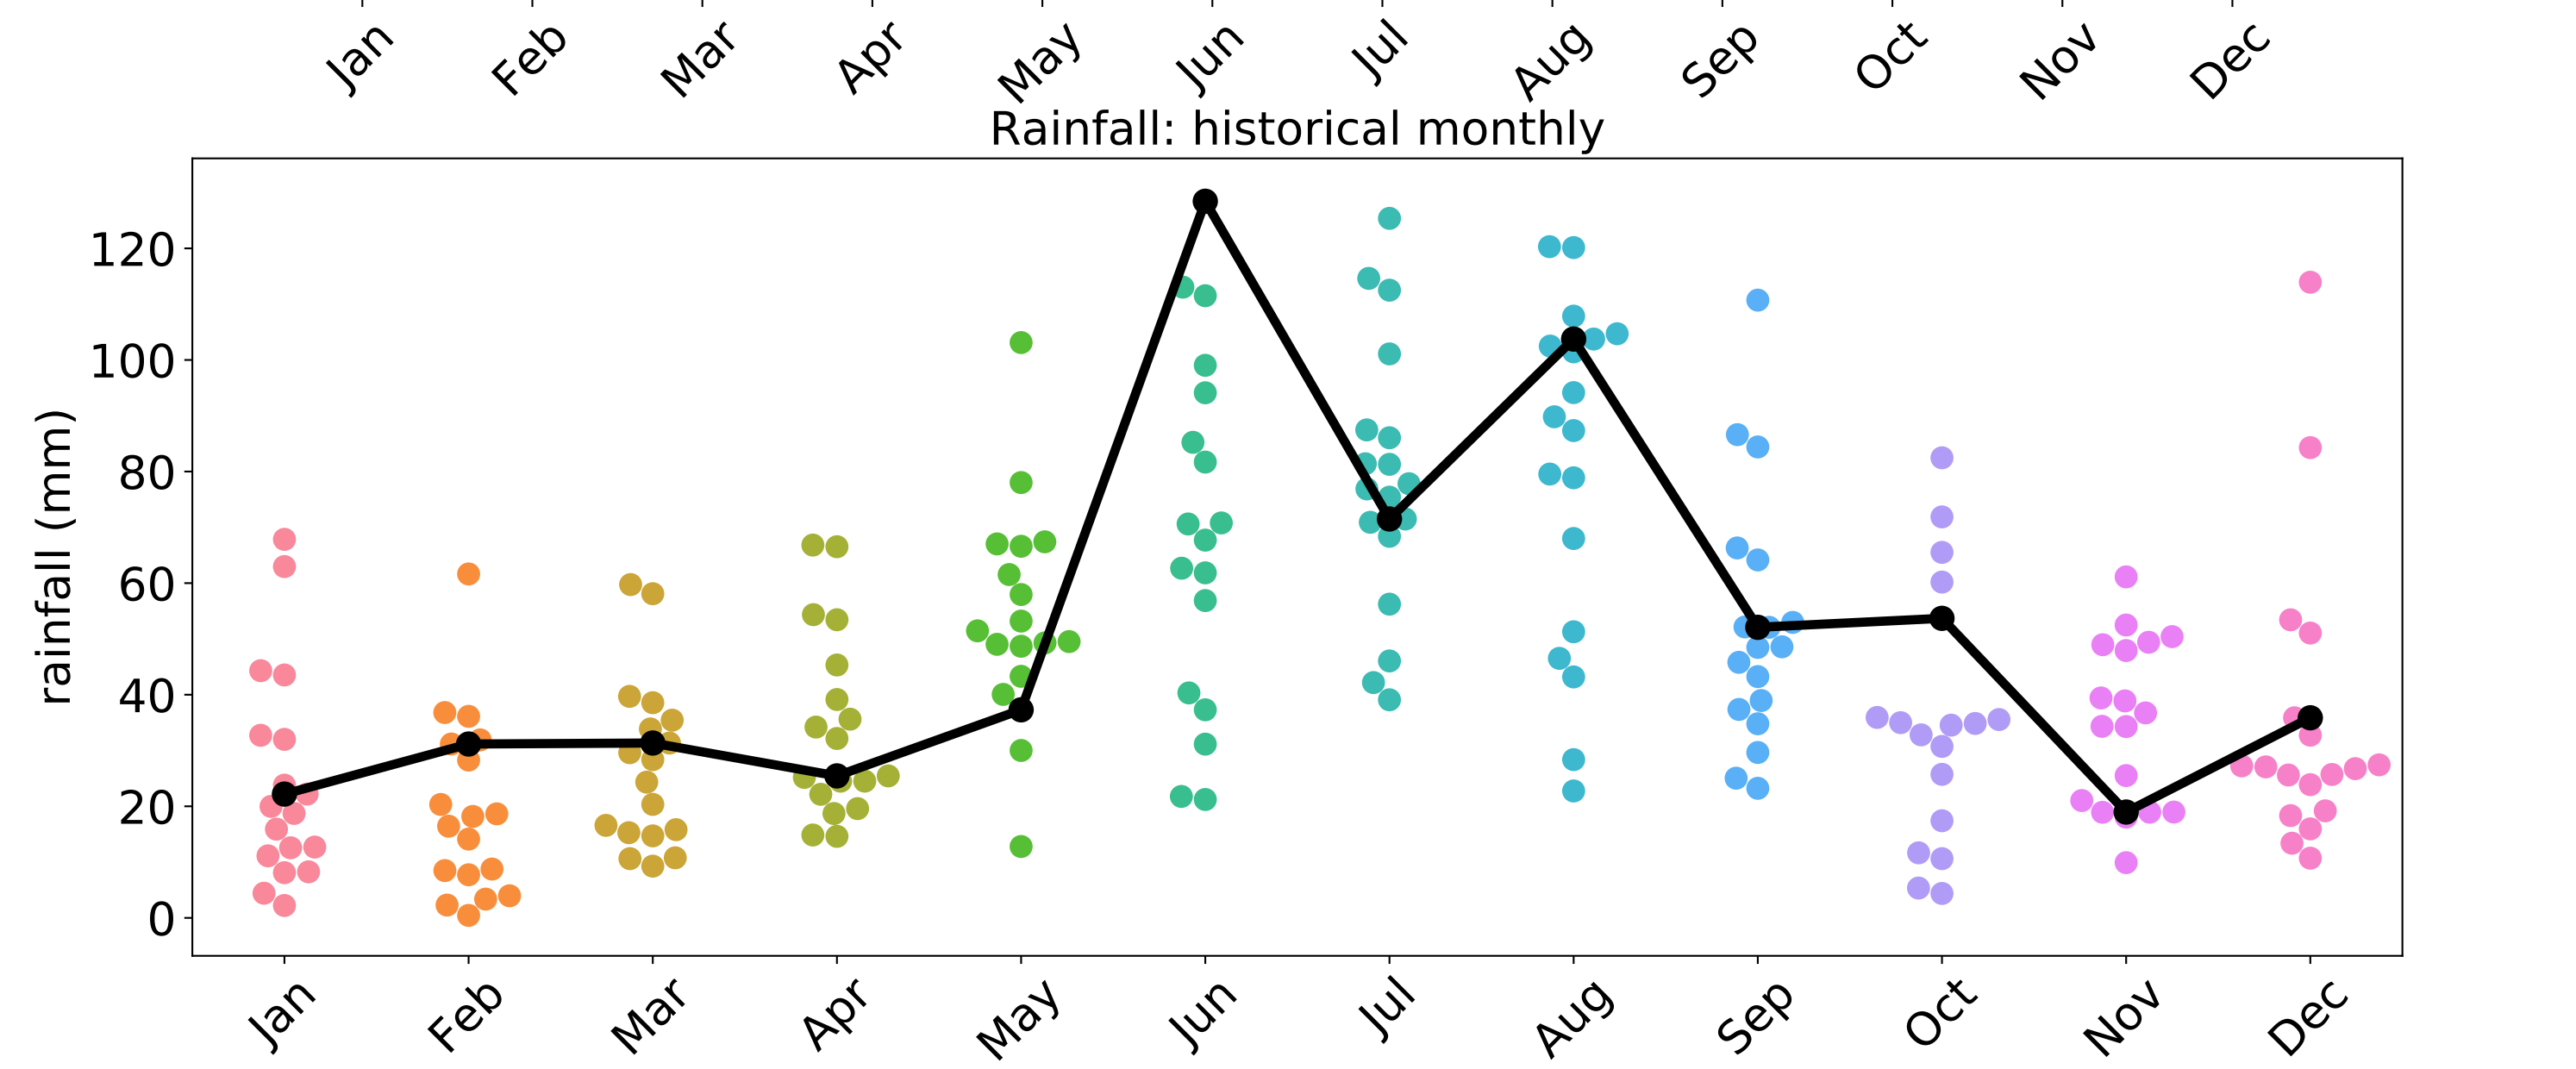 Jan Feb Mar Apr May Jun Jul Aug Sep Oct Nov Dec
Rainfall: historical monthly
120
100
80
60
40
20
0
rainfall (mm)
Jan Feb Mar Apr May Jun Jul Aug Sep Oct Nov Dec